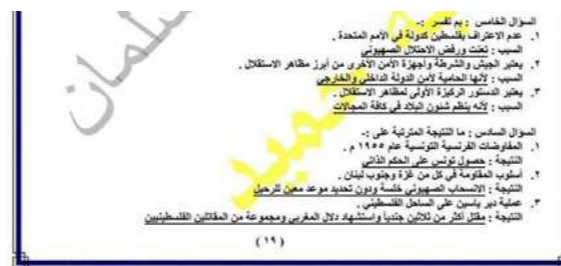 السؤال الخامس : بم تفسر :-
١. عدم الاعتراف بفلسطين كدولة في الأمم المتحدة .
السبب : تعنت ورفض الاحتلال الصهيوني
٢. يعتبر الجيش والشرطة وأجهزة الأمن الأخرى من أبرز مظاهر الاستقلال .
السبب : لأنها الحامية لأمن الدولة الداخلي والخارجي
٣. يعتبر الدستور الركيزة الأولى لمظاهر الاستقلال .
السبب : لأنه ينظم شئون البلاد في كافة المجالات
السؤال السادس : ما النتيجة المترتبة على :-
١. المفاوضات الفرنسية التونسية عام ١٩٥٥ م .
النتيجة : حصول تونس على الحكم الذاتي
٢. أسلوب المقاومة في كل من غزة وجنوب لبنان .
النتيجة : الانسحاب الصهيوني خلسة ودون تحديد موعد معين للرحيل
٣. عملية دير ياسين على الساحل الفلسطيني .
النتيجة : مقتل أكثر من ثلاثين جندياً واستشهاد دلال المغربي ومجموعة من المقاتلين الفلسطينيين
(١٩)